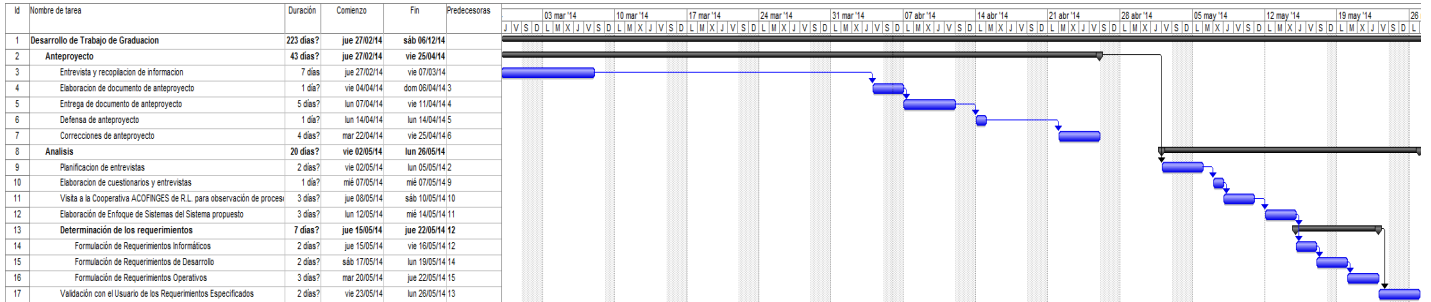 Id Nombre de tarea Duración Comienzo Fin Predecesoras
03 mar '14 10 mar '14 17 mar '14 24 mar '14 31 mar '14 07 abr '14 14 abr '14 21 abr '14 28 abr '14 05 may '14 12 may '14 19 may '14 26
J V S D L M X J V S D L M X J V S D L M X J V S D L M X J V S D L M X J V S D L M X J V S D L M X J V S D L M X J V S D L M X J V S D L M X J V S D L M X J V S D L M X J V S D L
1 Desarrollo de Trabajo de Graduacion 223 días? jue 27/02/14 sáb 06/12/14
2 Anteproyecto 43 días? jue 27/02/14 vie 25/04/14
3 Entrevista y recopilacion de informacion 7 días jue 27/02/14 vie 07/03/14
4 Elaboracion de documento de anteproyecto 1 día? vie 04/04/14 dom 06/04/14 3
5 Entrega de documento de anteproyecto 5 días? lun 07/04/14 vie 11/04/14 4
6 Defensa de anteproyecto 1 día? lun 14/04/14 lun 14/04/14 5
7 Correcciones de anteproyecto 4 días? mar 22/04/14 vie 25/04/14 6
8 Analisis 20 días? vie 02/05/14 lun 26/05/14
9 Planificacion de entrevistas 2 días? vie 02/05/14 lun 05/05/14 2
10 Elaboracion de cuestionarios y entrevistas 1 día? mié 07/05/14 mié 07/05/14 9
11 Visita a la Cooperativa ACOFINGES de R.L. para observación de proceso 3 días? jue 08/05/14 sáb 10/05/14 10
12 Elaboración de Enfoque de Sistemas del Sistema propuesto 3 días? lun 12/05/14 mié 14/05/14 11
13 Determinación de los requerimientos 7 días? jue 15/05/14 jue 22/05/14 12
14 Formulación de Requerimientos Informáticos 2 días? jue 15/05/14 vie 16/05/14 12
15 Formulación de Requerimientos de Desarrollo 2 días? sáb 17/05/14 lun 19/05/14 14
16 Formulación de Requerimientos Operativos 3 días? mar 20/05/14 jue 22/05/14 15
17 Validación con el Usuario de los Requerimientos Especificados 2 días? vie 23/05/14 lun 26/05/14 13